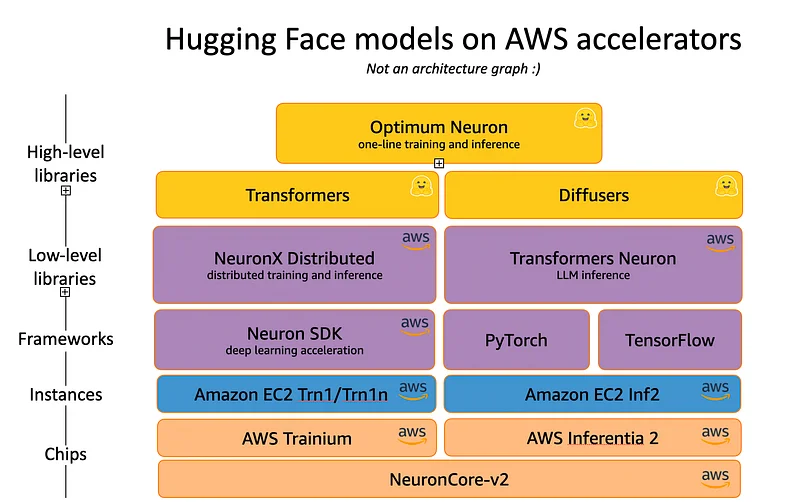 Hugging Face models on AWS accelerators
Not an architecture graph :)
High-level
libraries
Optimum Neuron
one-line training and inference
Transformers
Diffusers
Low-level
libraries
aws
NeuronX Distributed
distributed training and inference
aws
Transformers Neuron
LLM inference
Frameworks
aws
Neuron SDK
deep learning acceleration
PyTorch
TensorFlow
Instances
Amazon EC2 Trn1/Trn1n
aws
Amazon EC2 Inf2
aws
Chips
AWS Trainium
aws
AWS Inferentia 2
aws
NeuronCore-v2
aws